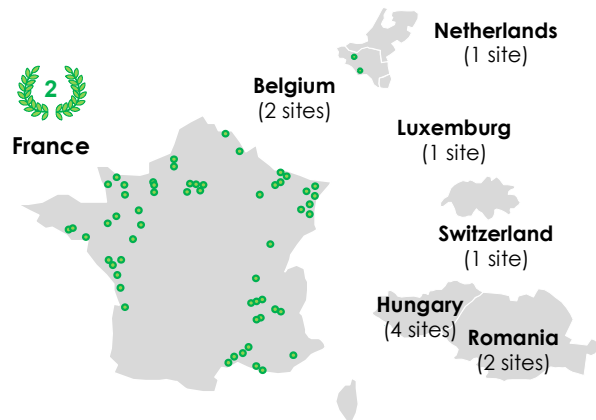 Netherlands
(1 site)
Belgium
(2 sites)
2
France
Luxemburg
(1 site)
Switzerland
(1 site)
Hungary
(4 sites)
Romania
(2 sites)